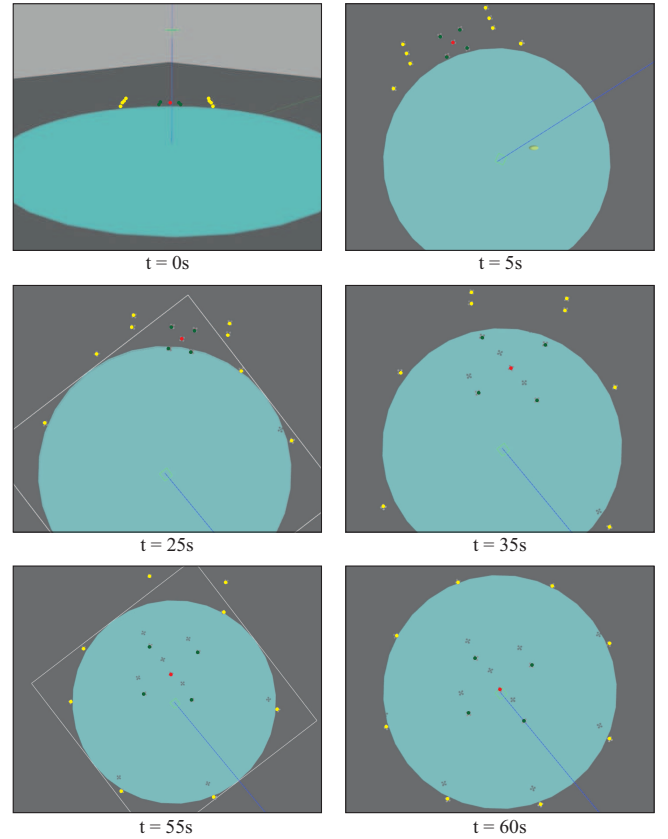 t = 0s
t = 5s
t = 25s
t = 35s
t = 55s
t = 60s